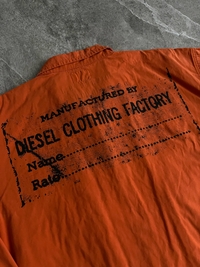 MANUFACTURED BY
DIESEL CLOTHING FACTORY
Name
Rate